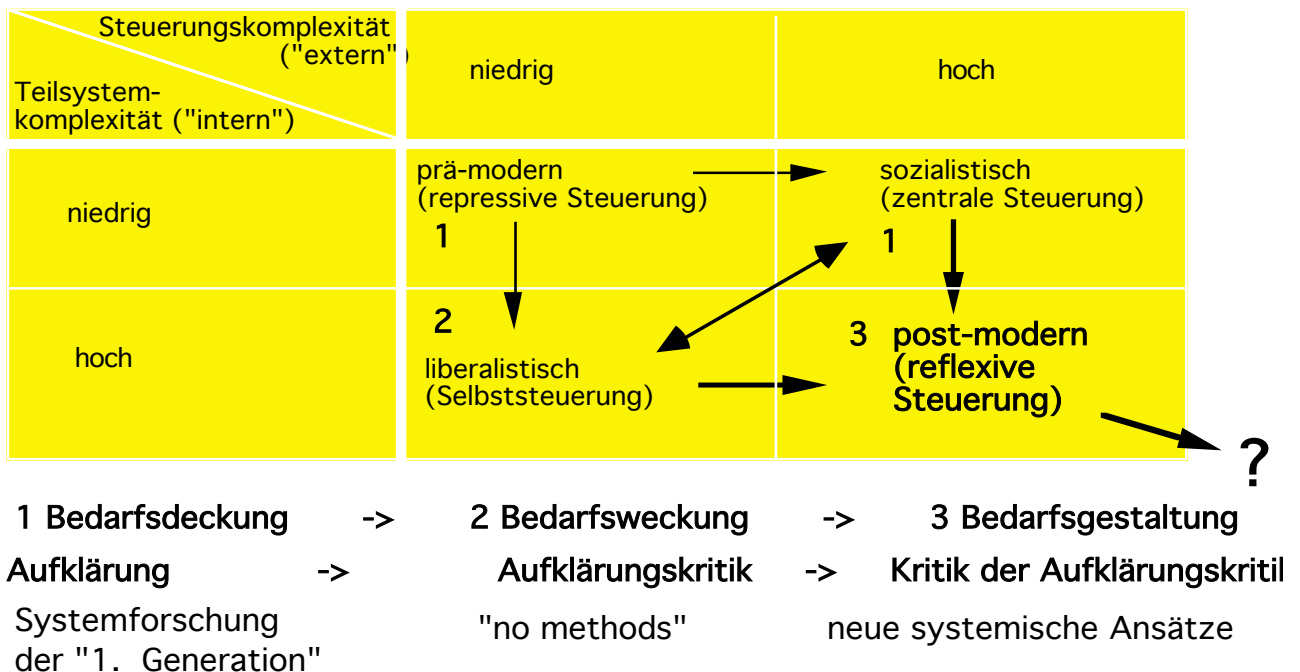 Steuerungskomplexität
("extern")
niedrig
hoch
Teilsystem-
komplexität ("intern")
niedrig
prä-modern
(repressive Steuerung)
1
sozialistisch
(zentrale Steuerung)
1
hoch
2
liberalistisch
(Selbststeuerung)
3 post-modern
(reflexive
Steuerung)
?
1 Bedarfsdeckung -> 2 Bedarfsweckung -> 3 Bedarfsgestaltung
Aufklärung -> Aufklärungskritik -> Kritik der Aufklärungskritil
Systemforschung
der "1. Generation"
"no methods"
neue systemische Ansätze